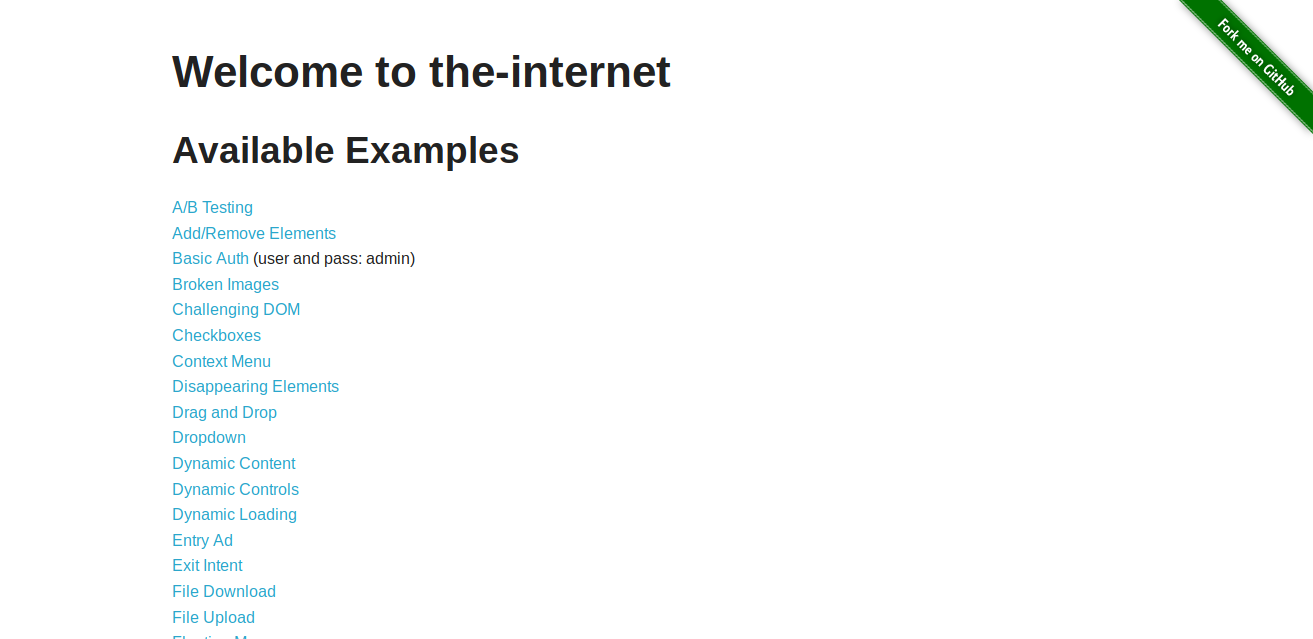 Fork me on GitHub
Welcome to the-internet
Available Examples
A/B Testing
Add/Remove Elements
Basic Auth (user and pass: admin)
Broken Images
Challenging DOM
Checkboxes
Context Menu
Disappearing Elements
Drag and Drop
Dropdown
Dynamic Content
Dynamic Controls
Dynamic Loading
Entry Ad
Exit Intent
File Download
File Upload